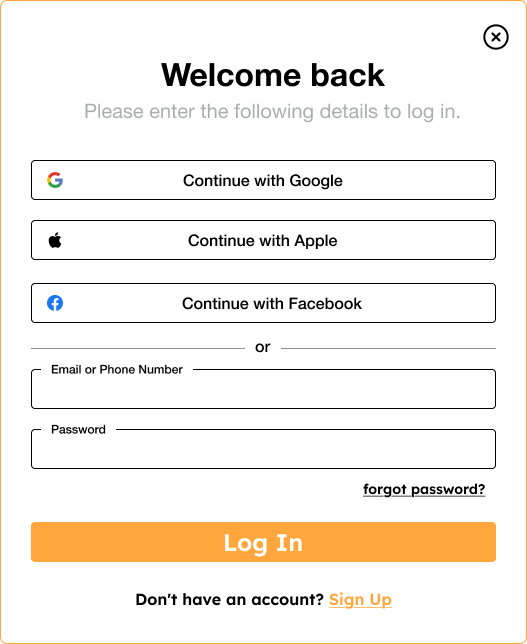 Welcome back
Please enter the following details to log in.
Continue with Google
Continue with Apple
Continue with Facebook
or
Email or Phone Number
Password
forgot password?
Log In
Don't have an account? Sign Up